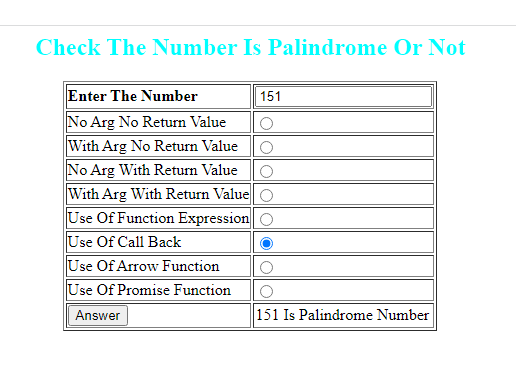 Check The Number Is Palindrome Or Not
Enter The Number 151
No Arg No Return Value
With Arg No Return Value
No Arg With Return Value
With Arg With Return Value
Use Of Function Expression
Use Of Call Back
Use Of Arrow Function
Use Of Promise Function
Answer 151 Is Palindrome Number